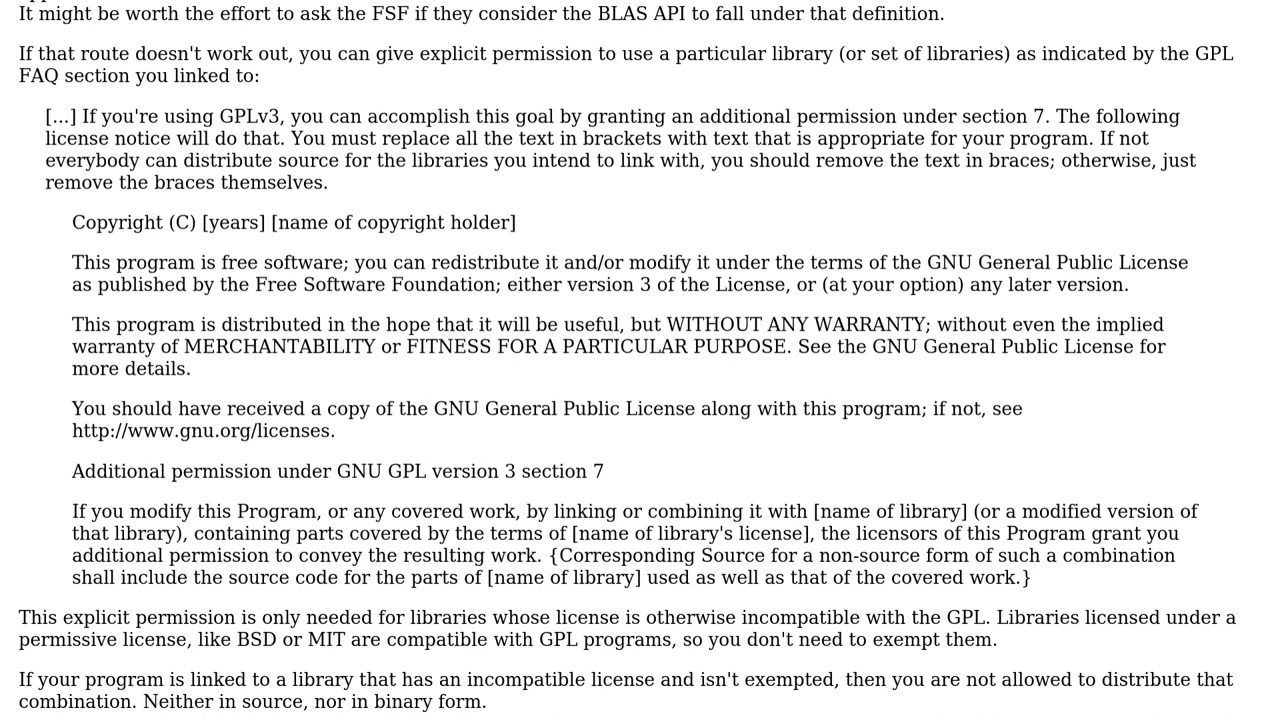 It might be worth the effort to ask the FSF if they consider the BLAS API to fall under that definition.
If that route doesn't work out, you can give explicit permission to use a particular library (or set of libraries) as indicated by the GPL
FAQ section you linked to:
[...] If you're using GPLv3, you can accomplish this goal by granting an additional permission under section 7. The following
license notice will do that. You must replace all the text in brackets with text that is appropriate for your program. If not
everybody can distribute source for the libraries you intend to link with, you should remove the text in braces; otherwise, just
remove the braces themselves.
Copyright (C) [years] [name of copyright holder]
This program is free software; you can redistribute it and/or modify it under the terms of the GNU General Public License
as published by the Free Software Foundation; either version 3 of the License, or (at your option) any later version.
This program is distributed in the hope that it will be useful, but WITHOUT ANY WARRANTY; without even the implied
warranty of MERCHANTABILITY or FITNESS FOR A PARTICULAR PURPOSE. See the GNU General Public License for
more details.
You should have received a copy of the GNU General Public License along with this program; if not, see
http://www.gnu.org/licenses.
Additional permission under GNU GPL version 3 section 7
If you modify this Program, or any covered work, by linking or combining it with [name of library] (or a modified version of
that library), containing parts covered by the terms of [name of library's license], the licensors of this Program grant you
additional permission to convey the resulting work. {Corresponding Source for a non-source form of such a combination
shall include the source code for the parts of [name of library] used as well as that of the covered work.}
This explicit permission is only needed for libraries whose license is otherwise incompatible with the GPL. Libraries licensed under a
permissive license, like BSD or MIT are compatible with GPL programs, so you don't need to exempt them.
If your program is linked to a library that has an incompatible license and isn't exempted, then you are not allowed to distribute that
combination. Neither in source, nor in binary form.